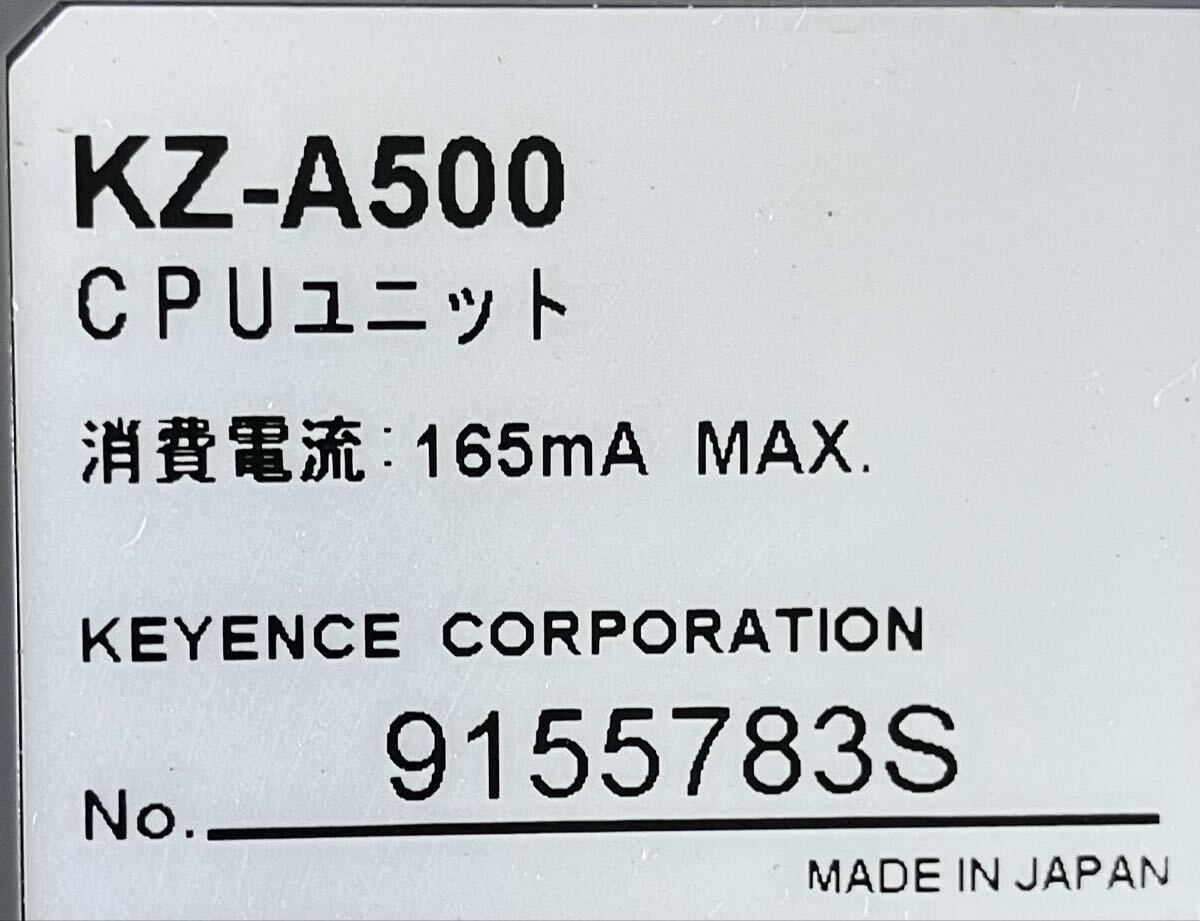 KZ-A500
CPUユニット
消費電流:165mA MAX.
KEYENCE CORPORATION
No. 9155783S
MADE IN JAPAN